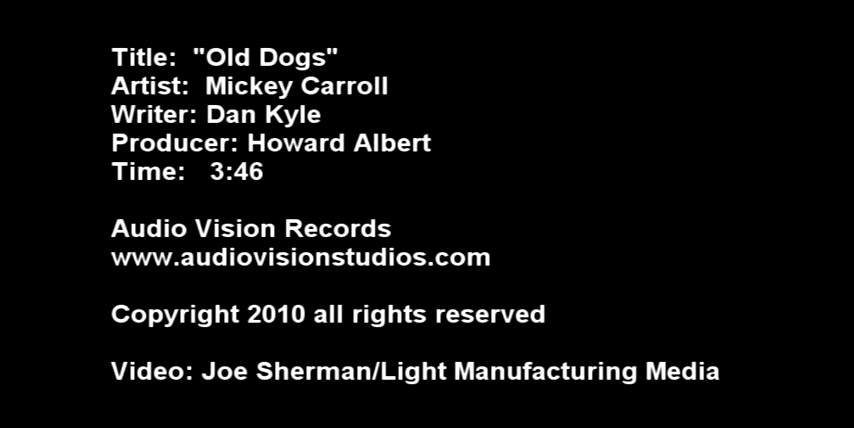 Title:  "Old Dogs"
Artist:  Mickey Carroll
Writer: Dan Kyle
Producer: Howard Albert
Time:   3:46
Audio Vision Records
www.audiovisionstudios.com
Copyright 2010 all rights reserved
Video: Joe Sherman/Light Manufacturing Media